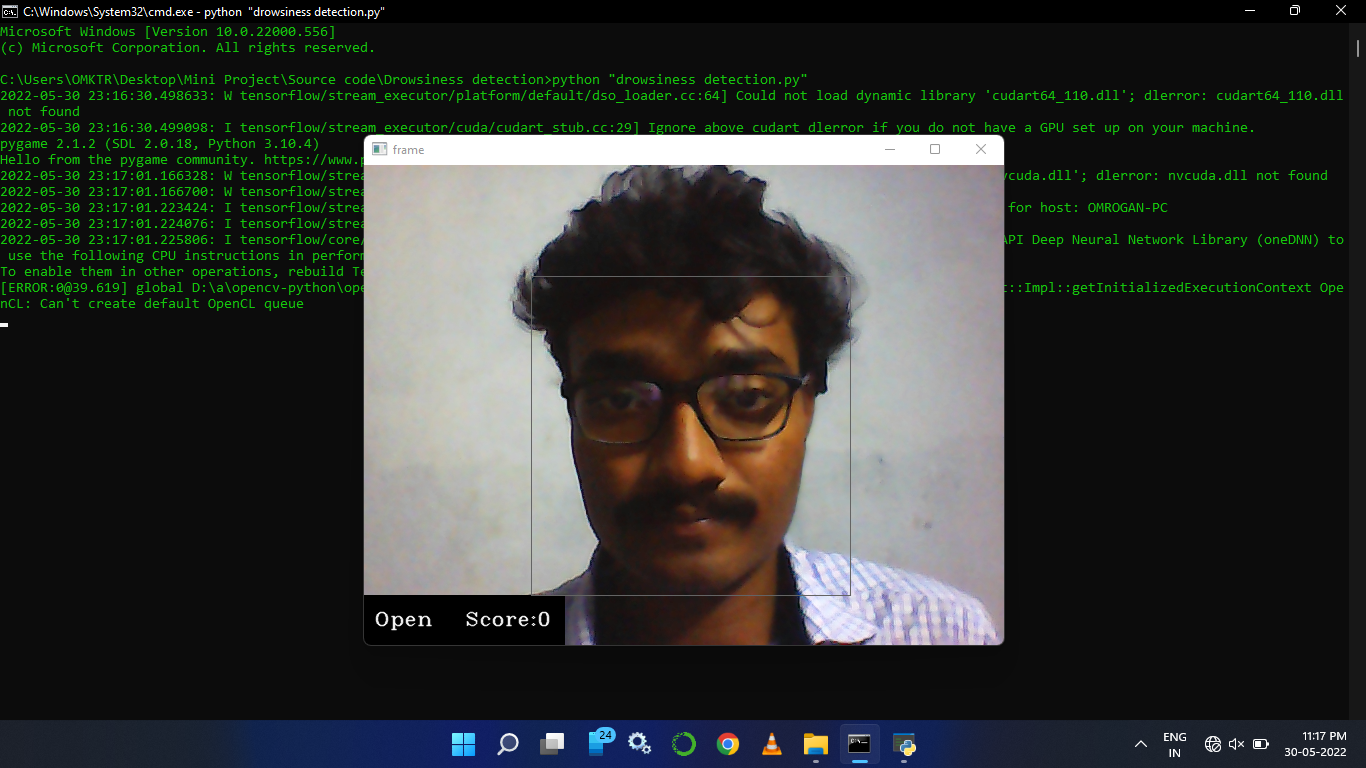 C:\Windows\System32\cmd.exe - python "drowsiness detection.py"
Microsoft Windows [Version 10.0.22000.556]
(c) Microsoft Corporation. All rights reserved.
C:\Users\OMKTR\Desktop\Mini Project\Source code\Drowsiness detection>python "drowsiness detection.py"
2022-05-30 23:16:30.498633: W tensorflow/stream_executor/platform/default/dso_loader.cc:64] Could not load dynamic library 'cudart64_110.dll'; dlerror: cudart64_110.dll
not found
2022-05-30 23:16:30.499098: I tensorflow/stream_executor/cuda/cudart_stub.cc:29] Ignore above cudart dlerror if you do not have a GPU set up on your machine.
pygame 2.1.2 (SDL 2.0.18, Python 3.10.4)
Hello from the pygame community. https://www.
2022-05-30 23:17:01.166328: W tensorflow/strea vcuda.dll'; dlerror: nvcuda.dll not found
2022-05-30 23:17:01.166700: W tensorflow/strea
2022-05-30 23:17:01.223424: I tensorflow/strea for host: OMROGAN-PC
2022-05-30 23:17:01.224076: I tensorflow/strea
2022-05-30 23:17:01.225806: I tensorflow/core/ API Deep Neural Network Library (oneDNN) to
use the following CPU instructions in perfor
To enable them in other operations, rebuild Te
[ERROR:0@39.619] global D:\a\opencv-python\ope t::Impl::getInitializedExecutionContext Ope
nCL: Can't create default OpenCL queue
frame
Open Score:0
24
ENG
IN
11:17 PM
30-05-2022